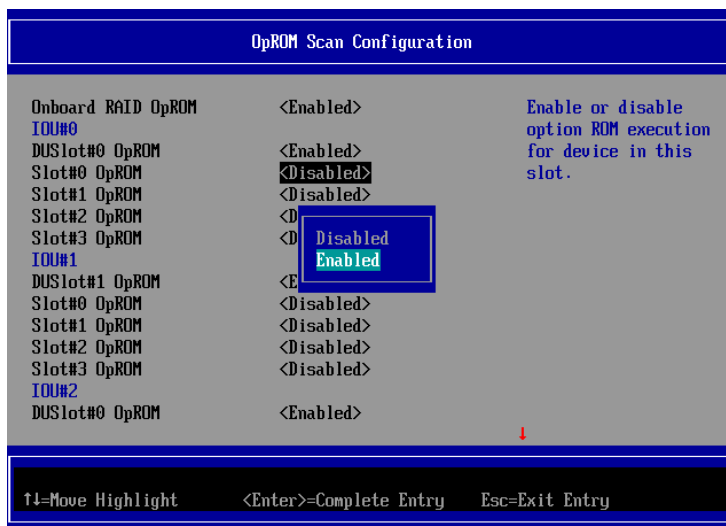 OpROM Scan Configuration
Onboard RAID OpROM <Enabled>
IOU#0
DUSlot#0 OpROM <Enabled>
Slot#0 OpROM <Disabled>
Slot#1 OpROM <Disabled>
Slot#2 OpROM <D
Slot#3 OpROM <D
IOU#1
DUSlot#1 OpROM <E
Slot#0 OpROM <Disabled>
Slot#1 OpROM <Disabled>
Slot#2 OpROM <Disabled>
Slot#3 OpROM <Disabled>
IOU#2
DUSlot#0 OpROM <Enabled>
Disabled
Enabled
Enable or disable
option ROM execution
for device in this
slot.
↓
↑↓=Move Highlight <Enter>=Complete Entry Esc=Exit Entry